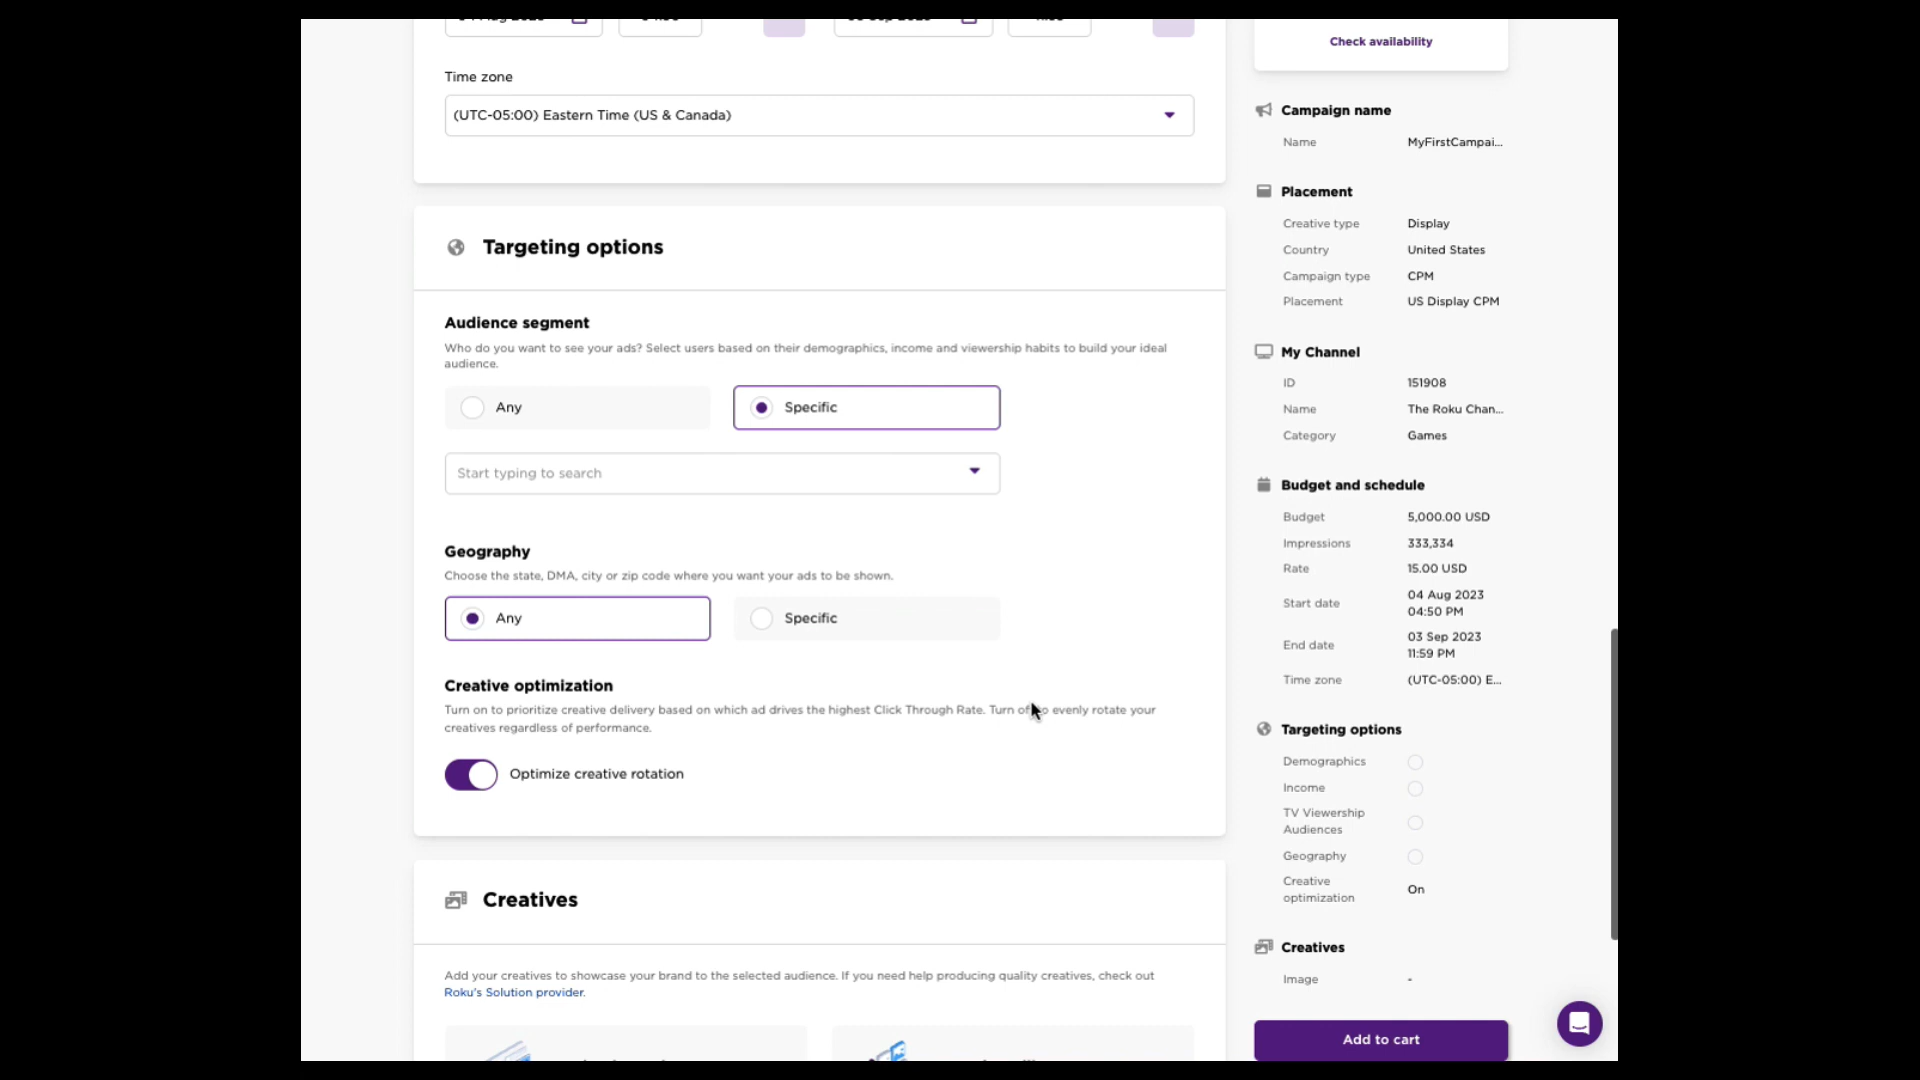 Time zone
(UTC-05:00) Eastern Time (US & Canada)
Targeting options
Audience segment
Who do you want to see your ads? Select users based on their demographics, income and viewership habits to build your ideal
audience.
Any
Specific
Start typing to search
Geography
Choose the state, DMA, city or zip code where you want your ads to be shown.
Any
Specific
Creative optimization
Turn on to prioritize creative delivery based on which ad drives the highest Click Through Rate. Turn evenly rotate your
creatives regardless of performance.
Optimize creative rotation
Creatives
Add your creatives to showcase your brand to the selected audience. If you need help producing quality creatives, check out
Roku's Solution provider.
Check availability
Campaign name
Name MyFirstCampai...
Placement
Creative type Display
Country United States
Campaign type CPM
Placement US Display CPM
My Channel
ID 151908
Name The Roku Chan...
Category Games
Budget and schedule
Budget 5,000.00 USD
Impressions 333,334
Rate 15.00 USD
Start date 04 Aug 2023
04:50 PM
End date 03 Sep 2023
11:59 PM
Time zone (UTC-05:00) E...
Targeting options
Demographics
Income
TV Viewership
Audiences
Geography
Creative
optimization On
Creatives
Image -
Add to cart